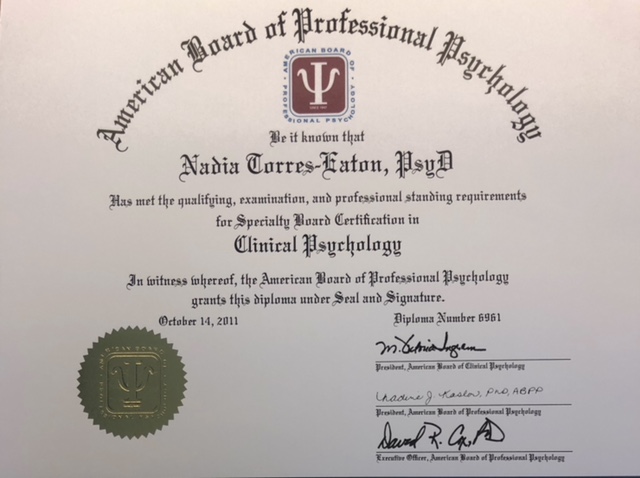 American Board of Professional Psychology
AMERICAN BOARD OF
PROFESSIONAL PSYCHOLOGY
SINCE 1947
Be it known that
Nadia Torres-Eaton, PsyD
Has met the qualifying, examination, and professional standing requirements
for Specialty Board Certification in
Clinical Psychology
In witness whereof, the American Board of Professional Psychology
grants this diploma under Seal and Signature.
October 14, 2011
Diploma Number 6961
President, American Board of Clinical Psychology
Nadine J. Kaslow, PhD, ABPP
President, American Board of Professional Psychology
David R. Cox, PhD
Executive Officer, American Board of Professional Psychology